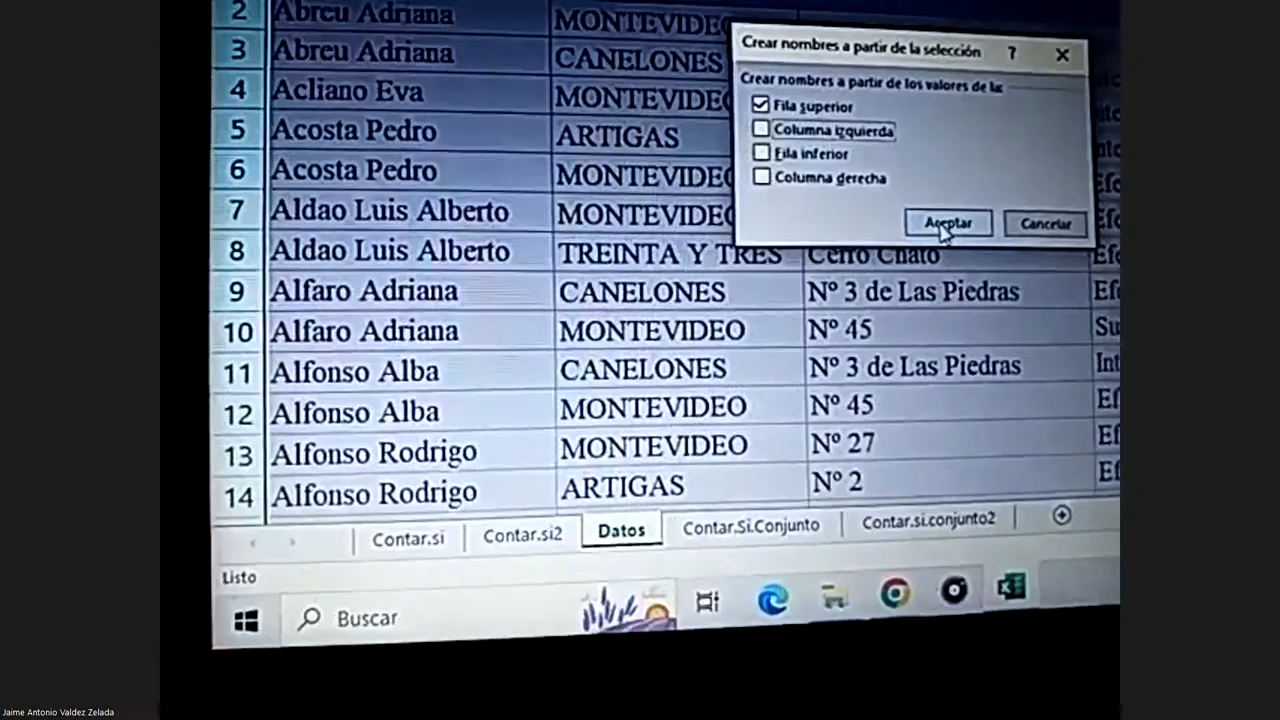 2 Abreu Adriana MONTEVIDEO
3 Abreu Adriana CANELONES
4 Acliano Eva MONTEVIDEO
5 Acosta Pedro ARTIGAS
6 Acosta Pedro MONTEVIDEO
7 Aldao Luis Alberto MONTEVIDEO
8 Aldao Luis Alberto TREINTA Y TRES Cerro Chato
9 Alfaro Adriana CANELONES Nº 3 de Las Piedras
10 Alfaro Adriana MONTEVIDEO Nº 45
11 Alfonso Alba CANELONES Nº 3 de Las Piedras
12 Alfonso Alba MONTEVIDEO Nº 45
13 Alfonso Rodrigo MONTEVIDEO Nº 27
14 Alfonso Rodrigo ARTIGAS Nº 2
Crear nombres a partir de la selección ?
Crear nombres a partir de los valores de la:
Fila superior
Columna izquierda
Fila inferior
Columna derecha
Aceptar Cancelar
Contar.si Contar.si2 Datos Contar.Si.Conjunto Contar.si.conjunto2
Listo
Buscar
Jaime Antonio Valdez Zelada